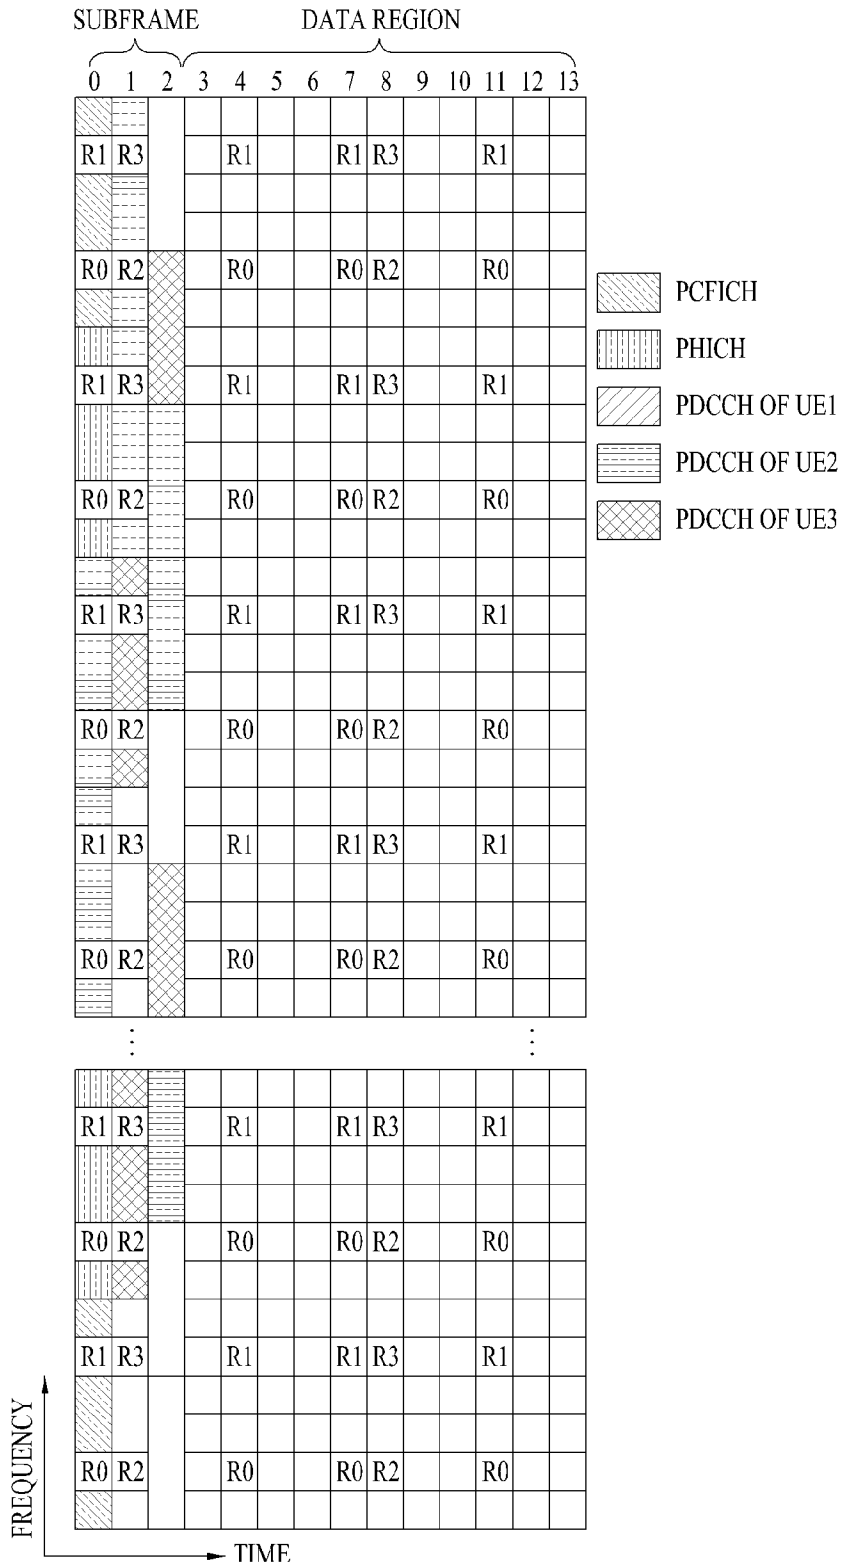 SUBFRAME DATA REGION
0 1 2 3 4 5 6 7 8 9 10 11 12 13
R1 R3 R1 R1 R3 R1
R0 R2 R0 R0 R2 R0
PCFICH
PHICH
R1 R3 R1 R1 R3 R1
PDCCH OF UE1
PDCCH OF UE2
R0 R2 R0 R0 R2 R0
PDCCH OF UE3
R1 R3 R1 R1 R3 R1
R0 R2 R0 R0 R2 R0
R1 R3 R1 R1 R3 R1
R0 R2 R0 R0 R2 R0
R1 R3 R1 R1 R3 R1
R0 R2 R0 R0 R2 R0
R1 R3 R1 R1 R3 R1
R0 R2 R0 R0 R2 R0
FREQUENCY
TIME